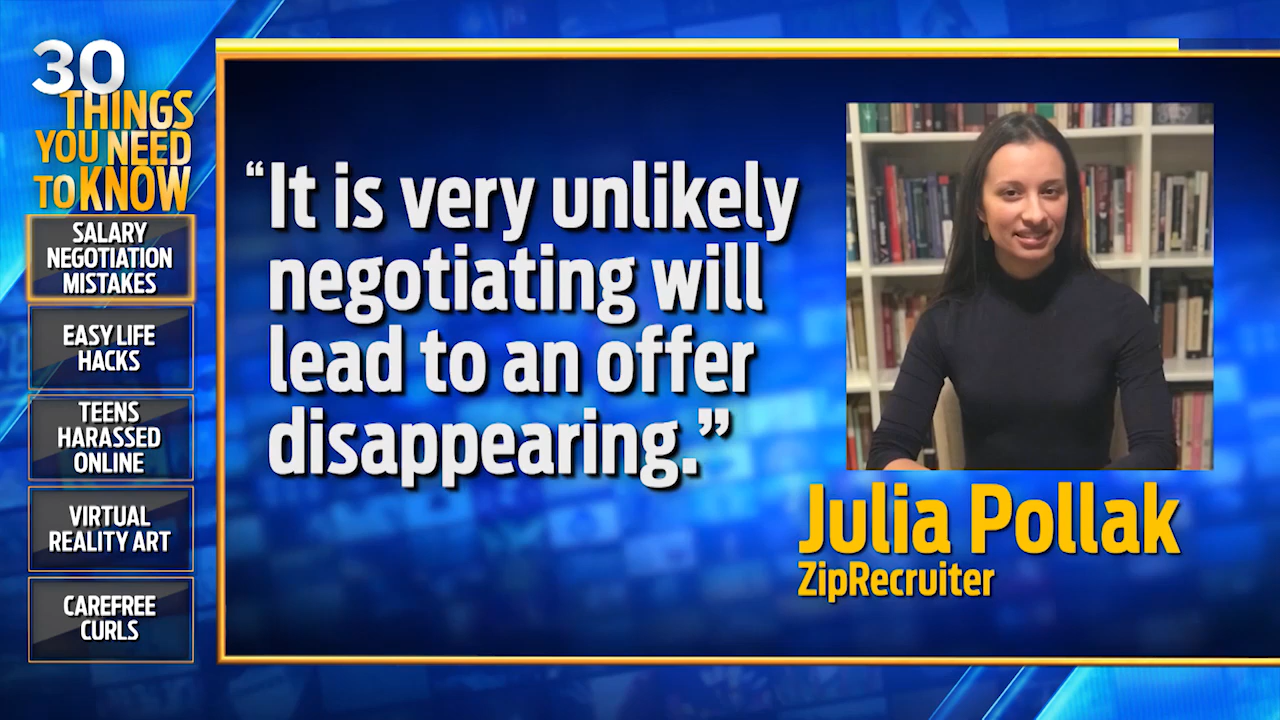 30
THINGS
YOU NEED
TO KNOW
SALARY
NEGOTIATION
MISTAKES
EASY LIFE
HACKS
TEENS
HARASSED
ONLINE
VIRTUAL
REALITY ART
CAREFREE
CURLS
“It is very unlikely
negotiating will
lead to an offer
disappearing.”
Julia Pollak
ZipRecruiter